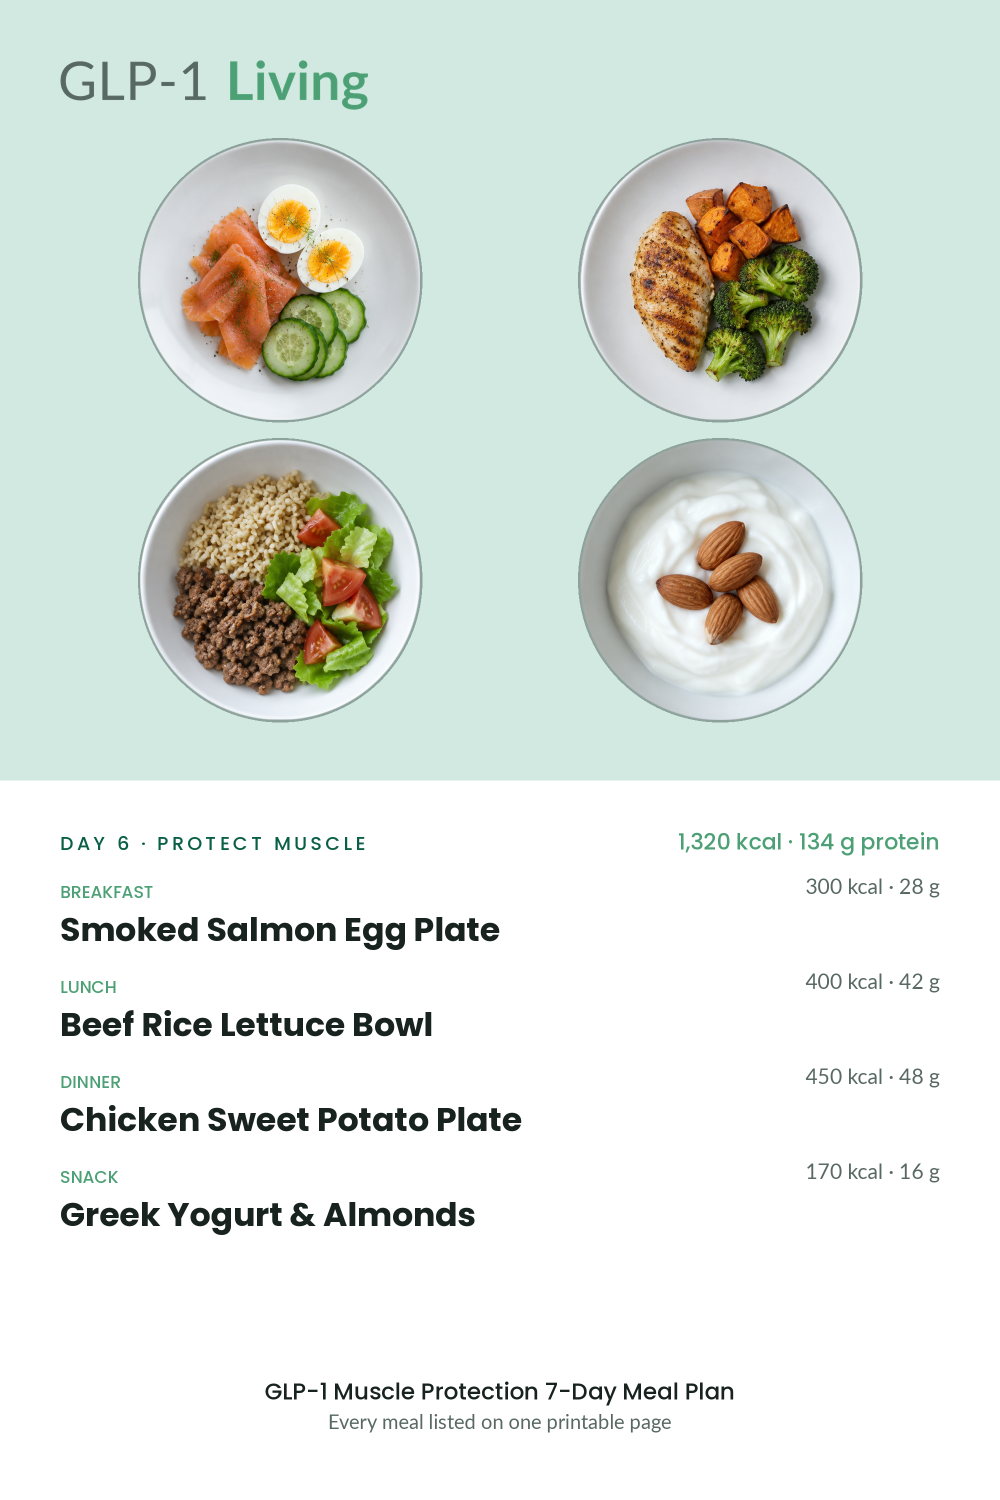 GLP-1 Living
DAY 6 · PROTECT MUSCLE
1,320 kcal · 134 g protein
BREAKFAST
300 kcal · 28 g
Smoked Salmon Egg Plate
LUNCH
400 kcal · 42 g
Beef Rice Lettuce Bowl
DINNER
450 kcal · 48 g
Chicken Sweet Potato Plate
SNACK
170 kcal · 16 g
Greek Yogurt & Almonds
GLP-1 Muscle Protection 7-Day Meal Plan
Every meal listed on one printable page